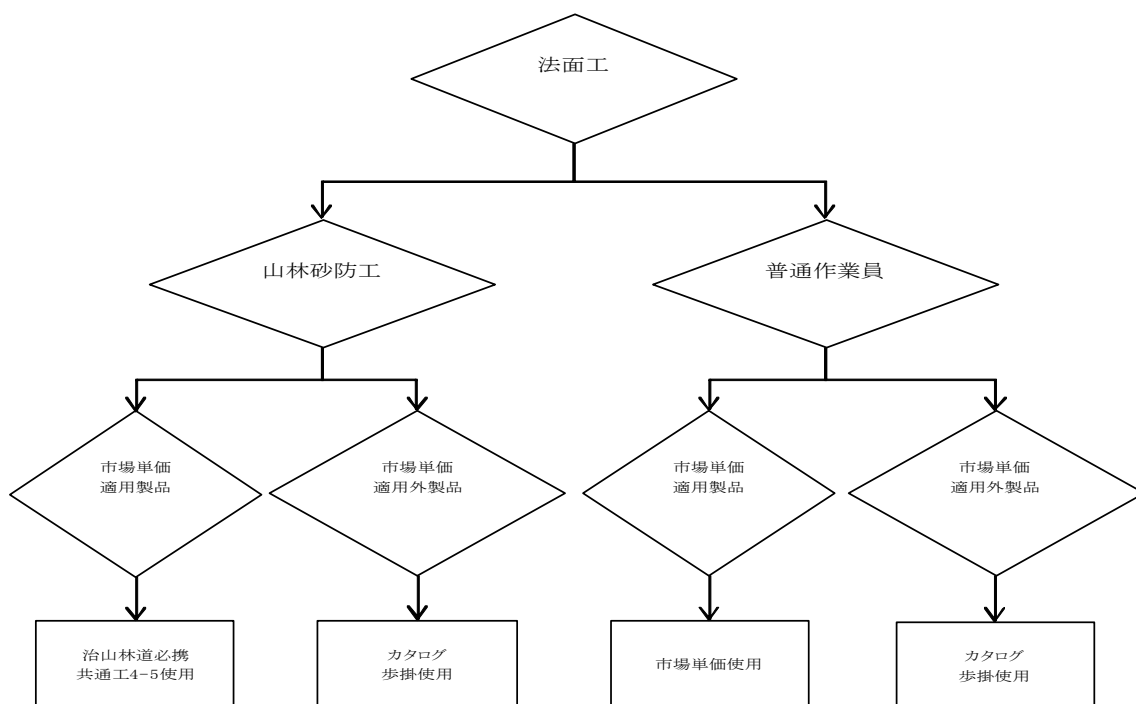 法面工
山林砂防工
普通作業員
市場単価
適用製品
市場単価
適用外製品
市場単価
適用製品
市場単価
適用外製品
治山林道必携
共通工4-5使用
カタログ
歩掛使用
市場単価使用
カタログ
歩掛使用